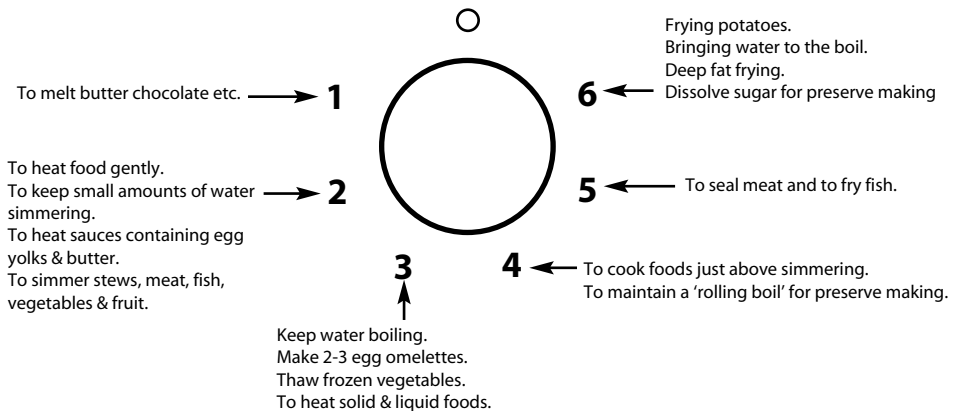 To melt butter chocolate etc.
1
To heat food gently.
To keep small amounts of water
simmering.
To heat sauces containing egg
yolks & butter.
To simmer stews, meat, fish,
vegetables & fruit.
2
3
Keep water boiling.
Make 2-3 egg omelettes.
Thaw frozen vegetables.
To heat solid & liquid foods.
4
To cook foods just above simmering.
To maintain a ‘rolling boil’ for preserve making.
5
To seal meat and to fry fish.
6
Frying potatoes.
Bringing water to the boil.
Deep fat frying.
Dissolve sugar for preserve making